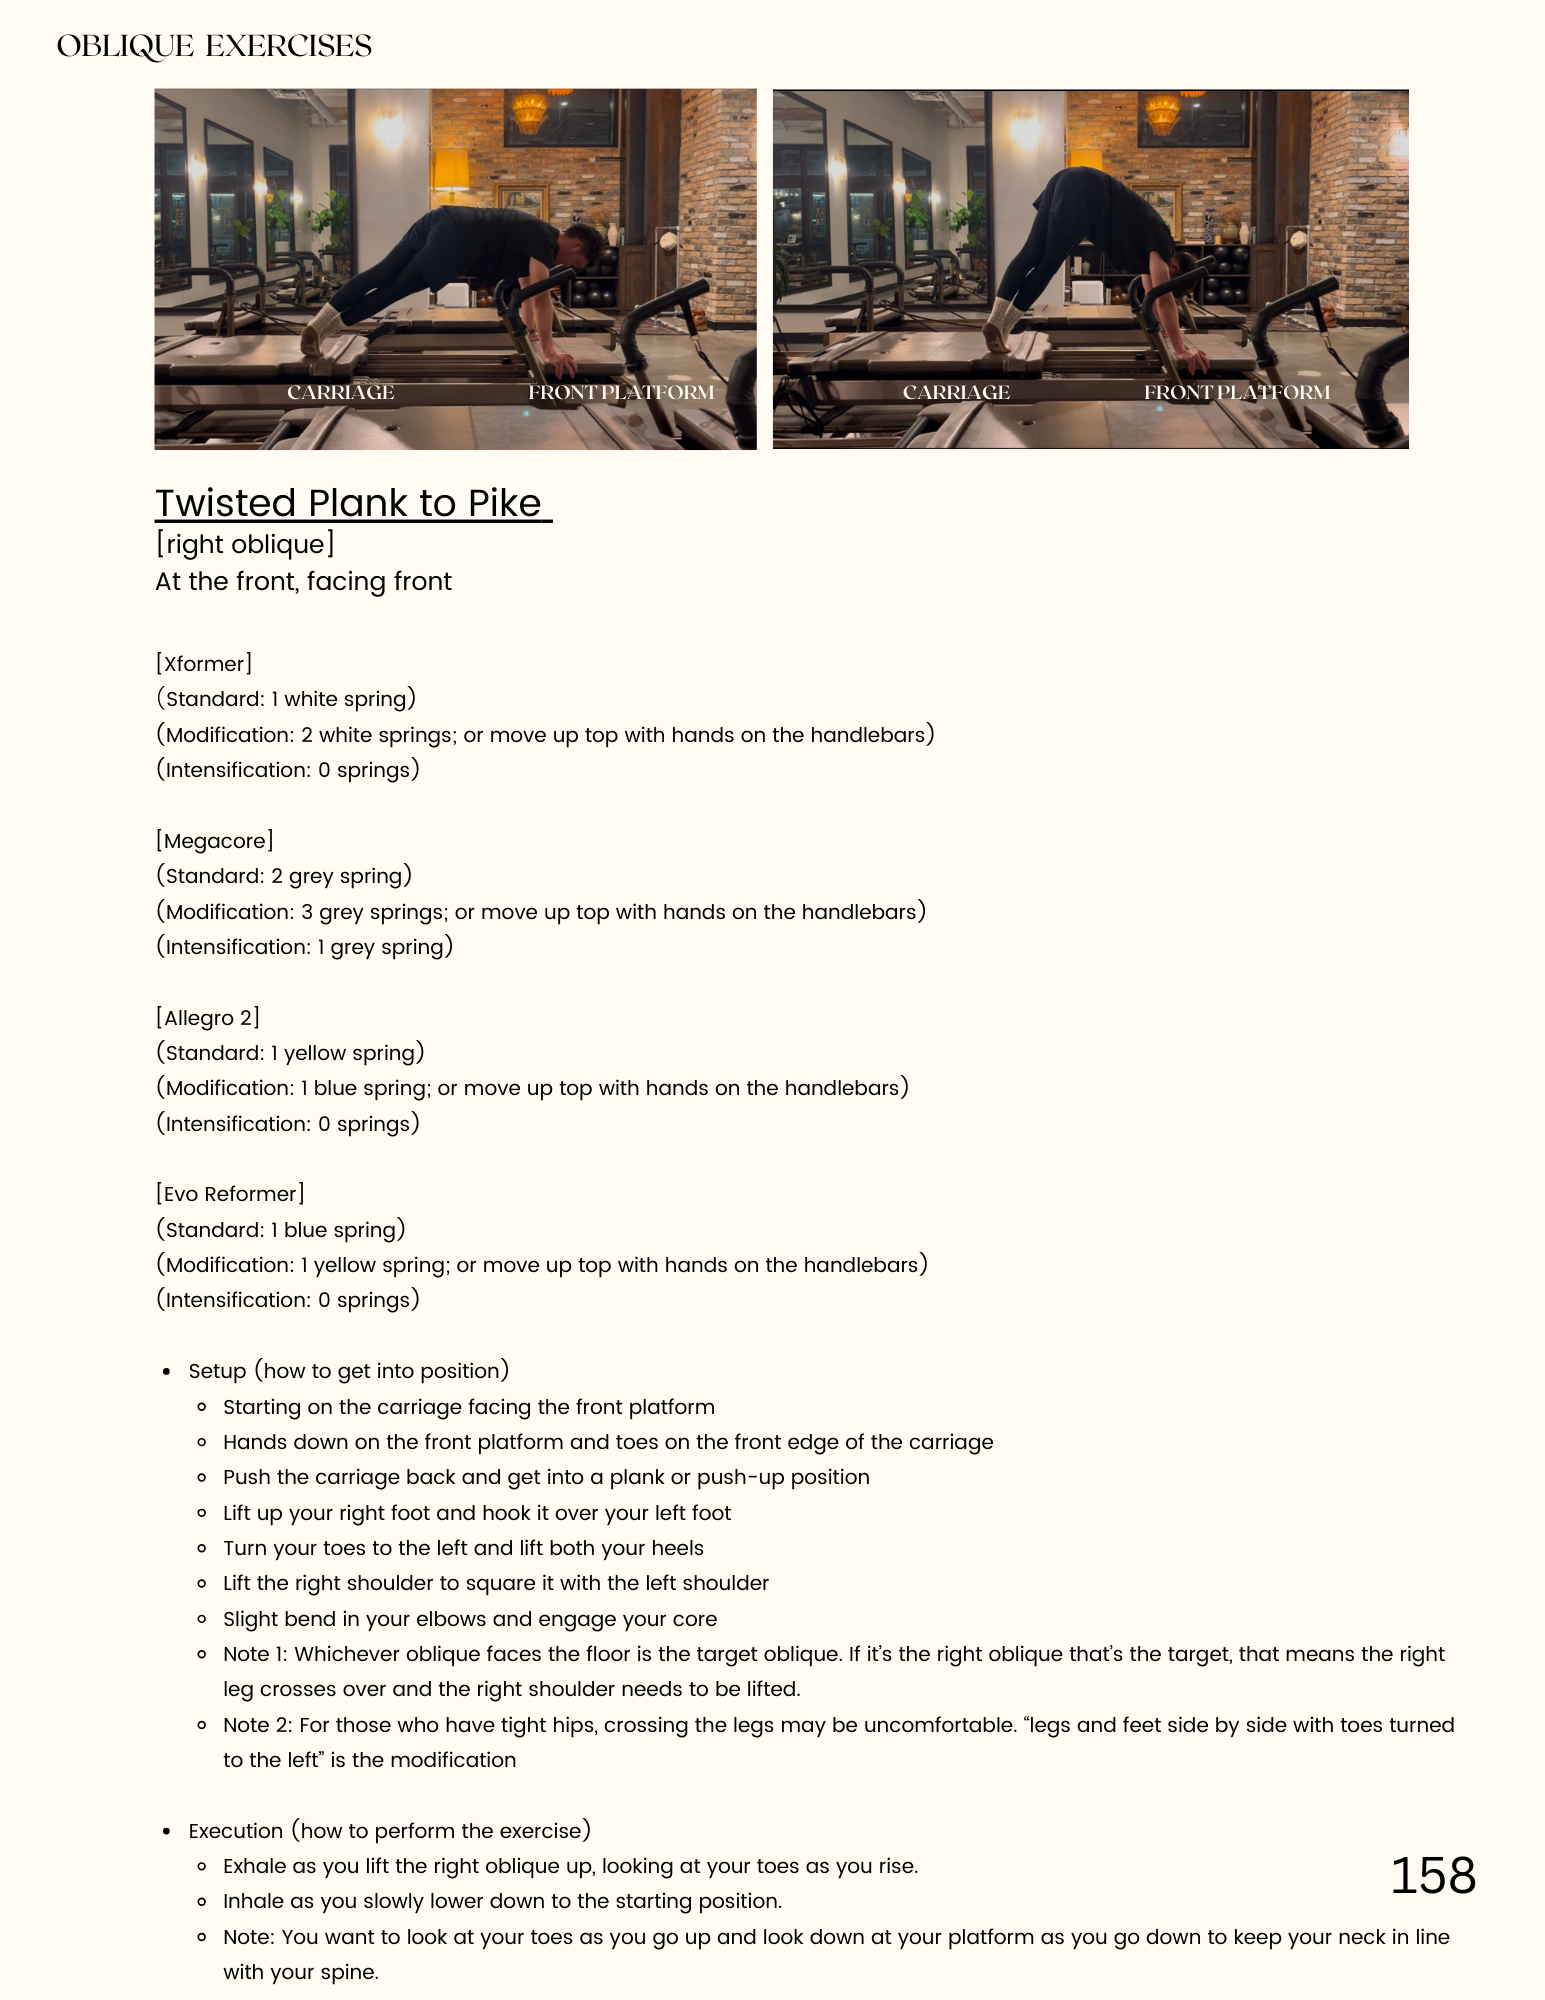 OBLIQUE EXERCISES
CARRIAGE FRONT PLATFORM
CARRIAGE FRONT PLATFORM
Twisted Plank to Pike
[right oblique]
At the front, facing front
[Xformer]
(Standard: 1 white spring)
(Modification: 2 white springs; or move up top with hands on the handlebars)
(Intensification: 0 springs)
[Megacore]
(Standard: 2 grey spring)
(Modification: 3 grey springs; or move up top with hands on the handlebars)
(Intensification: 1 grey spring)
[Allegro 2]
(Standard: 1 yellow spring)
(Modification: 1 blue spring; or move up top with hands on the handlebars)
(Intensification: 0 springs)
[Evo Reformer]
(Standard: 1 blue spring)
(Modification: 1 yellow spring; or move up top with hands on the handlebars)
(Intensification: 0 springs)
• Setup (how to get into position)
◦ Starting on the carriage facing the front platform
◦ Hands down on the front platform and toes on the front edge of the carriage
◦ Push the carriage back and get into a plank or push-up position
◦ Lift up your right foot and hook it over your left foot
◦ Turn your toes to the left and lift both your heels
◦ Lift the right shoulder to square it with the left shoulder
◦ Slight bend in your elbows and engage your core
◦ Note 1: Whichever oblique faces the floor is the target oblique. If it's the right oblique that's the target, that means the right
leg crosses over and the right shoulder needs to be lifted.
◦ Note 2: For those who have tight hips, crossing the legs may be uncomfortable. “legs and feet side by side with toes turned
to the left” is the modification
• Execution (how to perform the exercise)
◦ Exhale as you lift the right oblique up, looking at your toes as you rise.
◦ Inhale as you slowly lower down to the starting position.
◦ Note: You want to look at your toes as you go up and look down at your platform as you go down to keep your neck in line
with your spine.
158